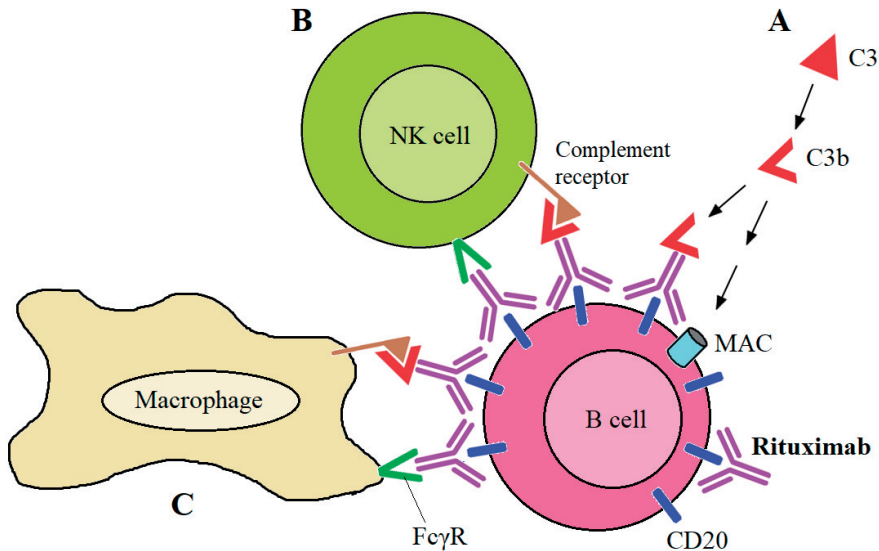 B
A
C3
NK cell
Complement
receptor
C3b
MAC
Macrophage
B cell
Rituximab
C
FcγR
CD20